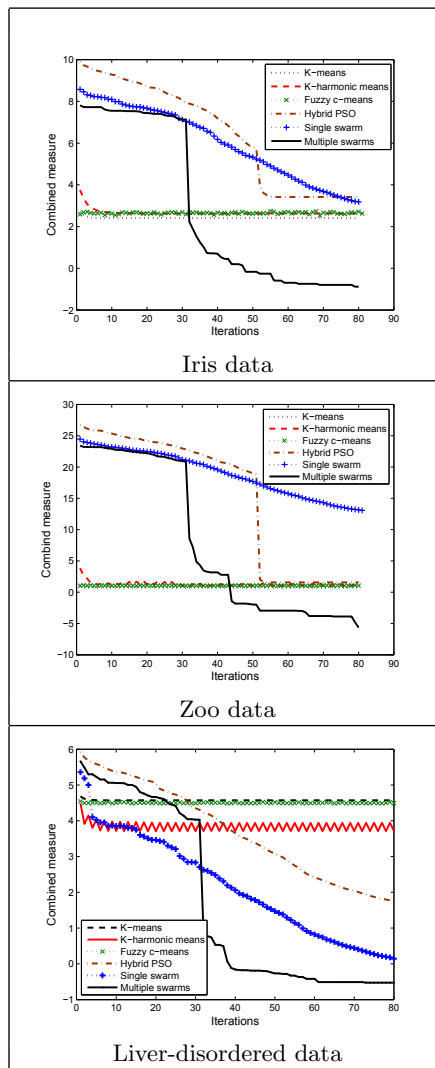 10
8
6
4
2
0
−2
Combined measure
K−means
K−harmonic means
Fuzzy c−means
Hybrid PSO
Single swarm
Multiple swarms
0 10 20 30 40 50 60 70 80 90
Iterations
Iris data
30
25
20
15
10
5
0
−5
−10
Combind measure
K−means
K−harmonic means
Fuzzy c−means
Hybrid PSO
Single swarm
Multiple swarms
0 10 20 30 40 50 60 70 80 90
Iterations
Zoo data
6
5
4
3
2
1
0
−1
Combined measure
K−means
K−harmonic means
Fuzzy c−means
Hybrid PSO
Single swarm
Multiple swarms
0 10 20 30 40 50 60 70 80
Iterations
Liver-disordered data